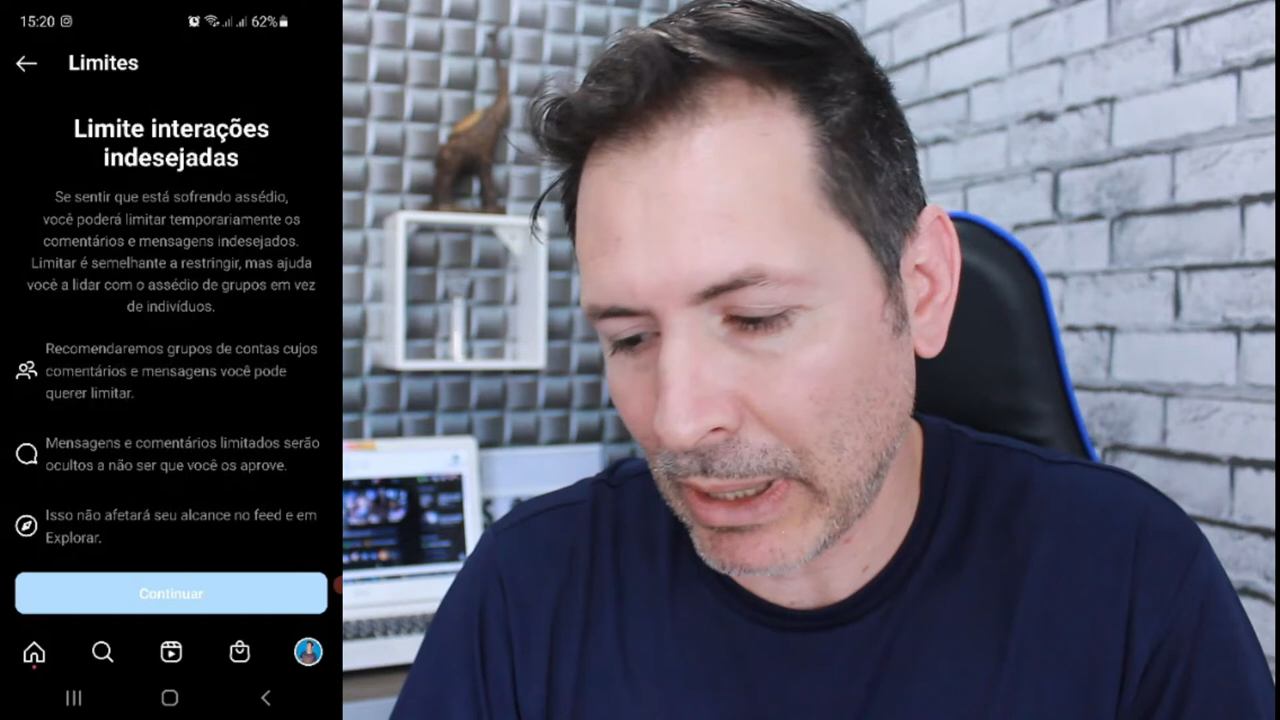 15:20
62%
Limites
Limite interações
indesejadas
Se sentir que está sofrendo assédio,
você poderá limitar temporariamente os
comentários e mensagens indesejados.
Limitar é semelhante a restringir, mas ajuda
você a lidar com o assédio de grupos em vez
de indivíduos.
Recomendaremos grupos de contas cujos
comentários e mensagens você pode
querer limitar.
Mensagens e comentários limitados serão
ocultos a não ser que você os aprove.
Isso não afetará seu alcance no feed e em
Explorar.
Continuar